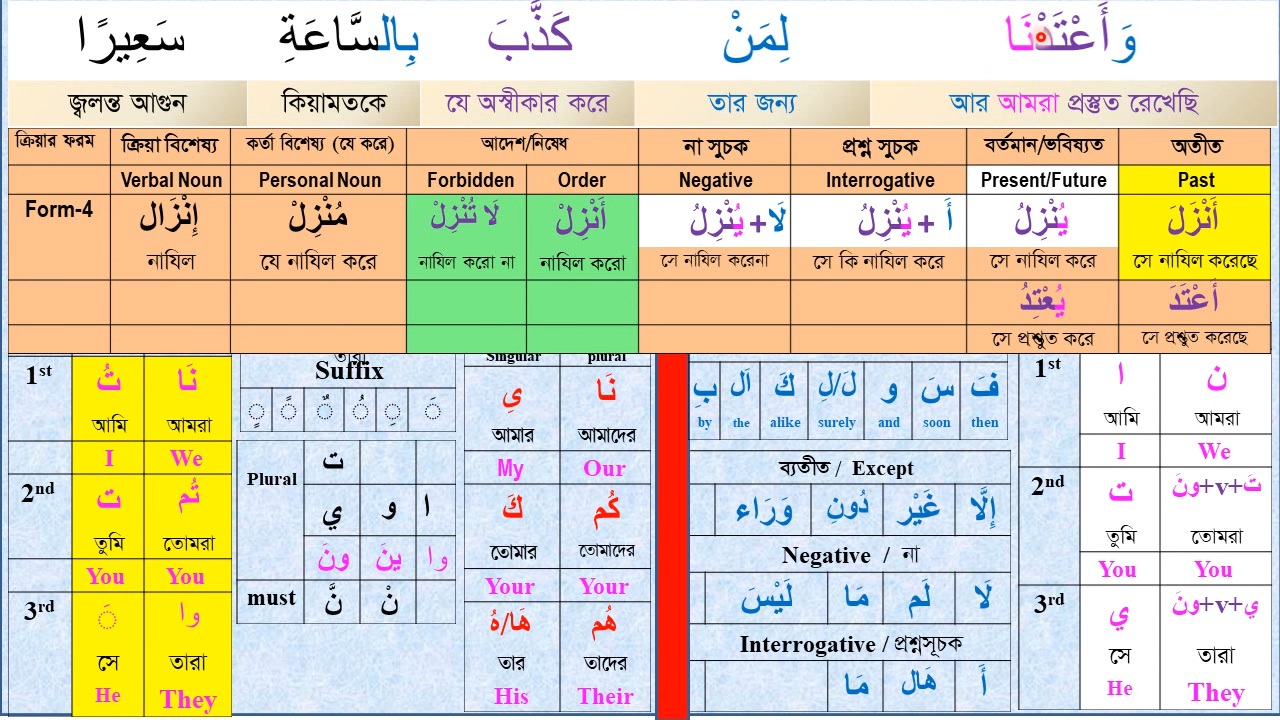 وَأَعْتَدْنَا لِمَنْ كَذَّبَ بِالسَّاعَةِ سَعِيرًا
জ্বলন্ত আগুন কিয়ামতকে যে অস্বীকার করে তার জন্য আর আমরা প্রস্তুত রেখেছি
ক্রিয়ার ফরম ক্রিয়া বিশেষ্য কর্তা বিশেষ্য (যে করে) আদেশ/নিষেধ না সুচক প্রশ্ন সুচক বর্তমান/ভবিষ্যত অতীত
Verbal Noun Personal Noun Forbidden Order Negative Interrogative Present/Future Past
Form-4 إِنْزَال مُنْزِلْ لَا تُنْزِلْ أَنْزِلْ لَا + يُنْزِلُ أَ + يُنْزِلُ يُنْزِلُ أَنْزَلَ
নাযিল যে নাযিল করে নাযিল করো না নাযিল করো সে নাযিল করেনা সে কি নাযিল করে সে নাযিল করে সে নাযিল করেছে
يُعْتِدُ أَعْتَدَ
সে প্রস্তুত করে সে প্রস্তুত করেছে
1st تُ نَا
আমি আমরা
I We
2nd ت تُم
তুমি তোমরা
You You
3rd َ وا
সে তারা
He They
তারা
Suffix
ٍ ً ٌ ُ ِ َ
Plural ت
ي و ا
ونَ ينَ وا
must نَّ نْ
Singular plural
يِ نَا
আমার আমাদের
My Our
كَ كُم
তোমার তোমাদের
Your Your
هَا/هُ هُم
তার তাদের
His Their
بِ اَل كَ لَ/لِ و سَ فَ
by the alike surely and soon then
ব্যতীত / Except
وَرَاء دُونِ غَيْر إِلَّا
Negative / না
لَيْسَ مَا لَم لَا
Interrogative / প্রশ্নসূচক
مَا هَال أَ
1st ا ن
আমি আমরা
I We
2nd ت تَ+v+ونَ
তুমি তোমরা
You You
3rd ي ي+v+ونَ
সে তারা
He They